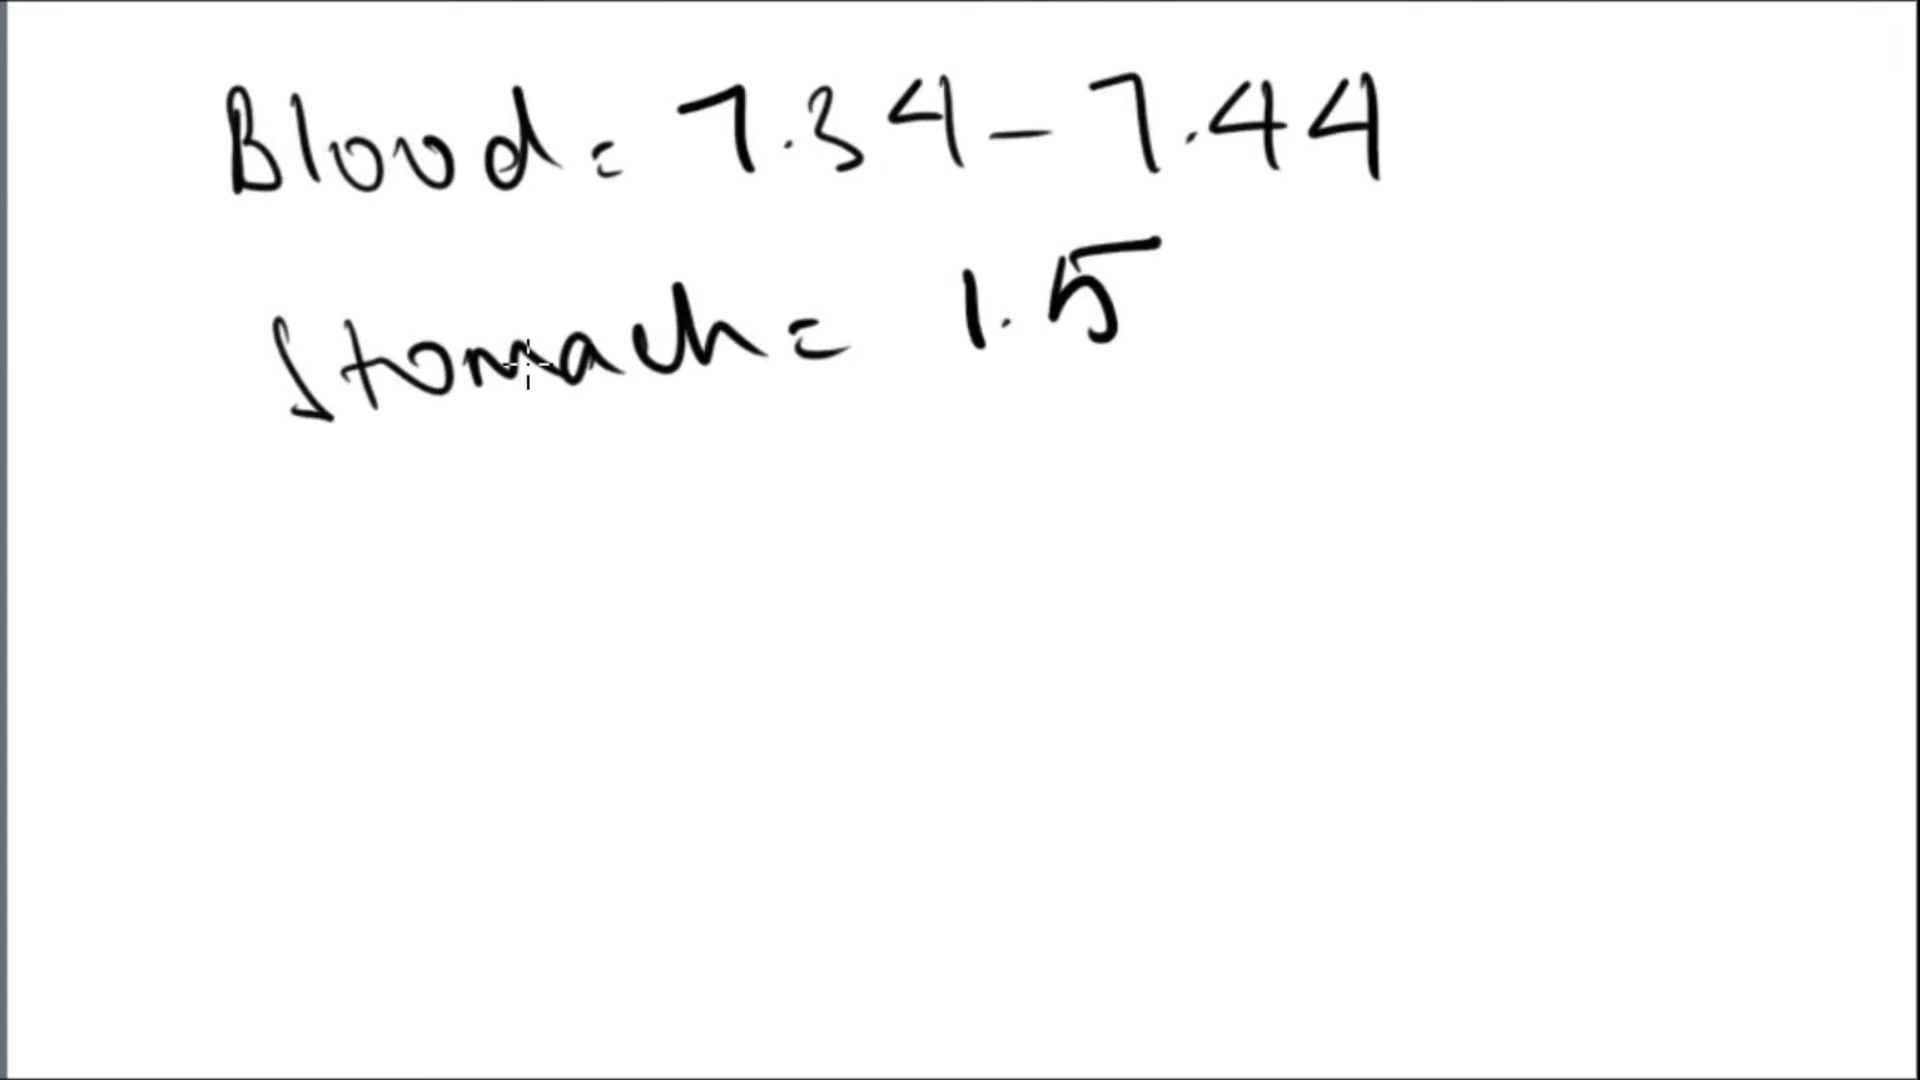 Blood = 7.34-7.44
Stomach = 1.5